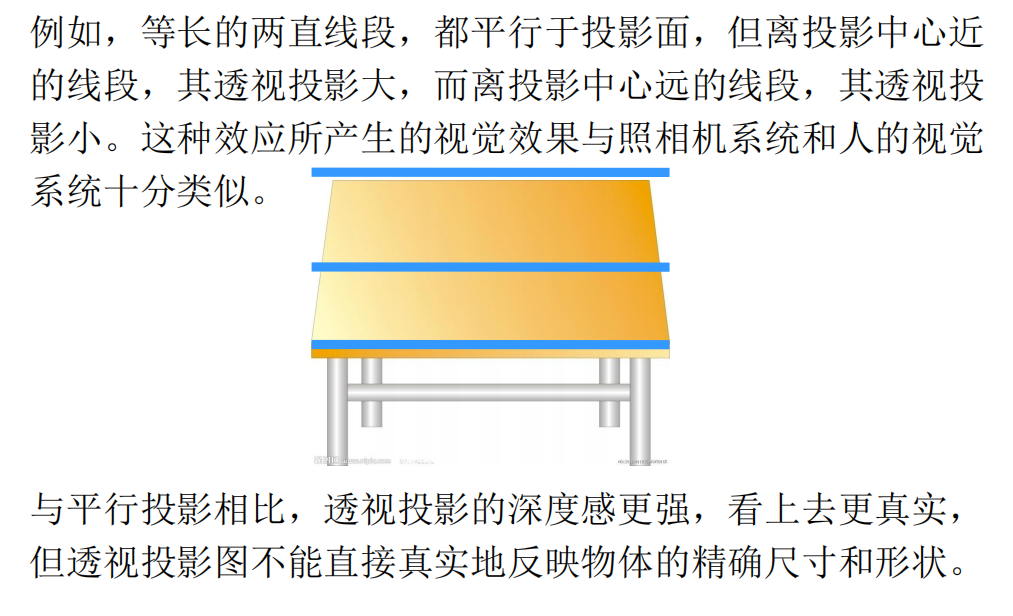 例如，等长的两直线段，都平行于投影面，但离投影中心近
的线段，其透视投影大，而离投影中心远的线段，其透视投
影小。这种效应所产生的视觉效果与照相机系统和人的视觉
系统十分类似。
与平行投影相比，透视投影的深度感更强，看上去更真实，
但透视投影图不能直接真实地反映物体的精确尺寸和形状。